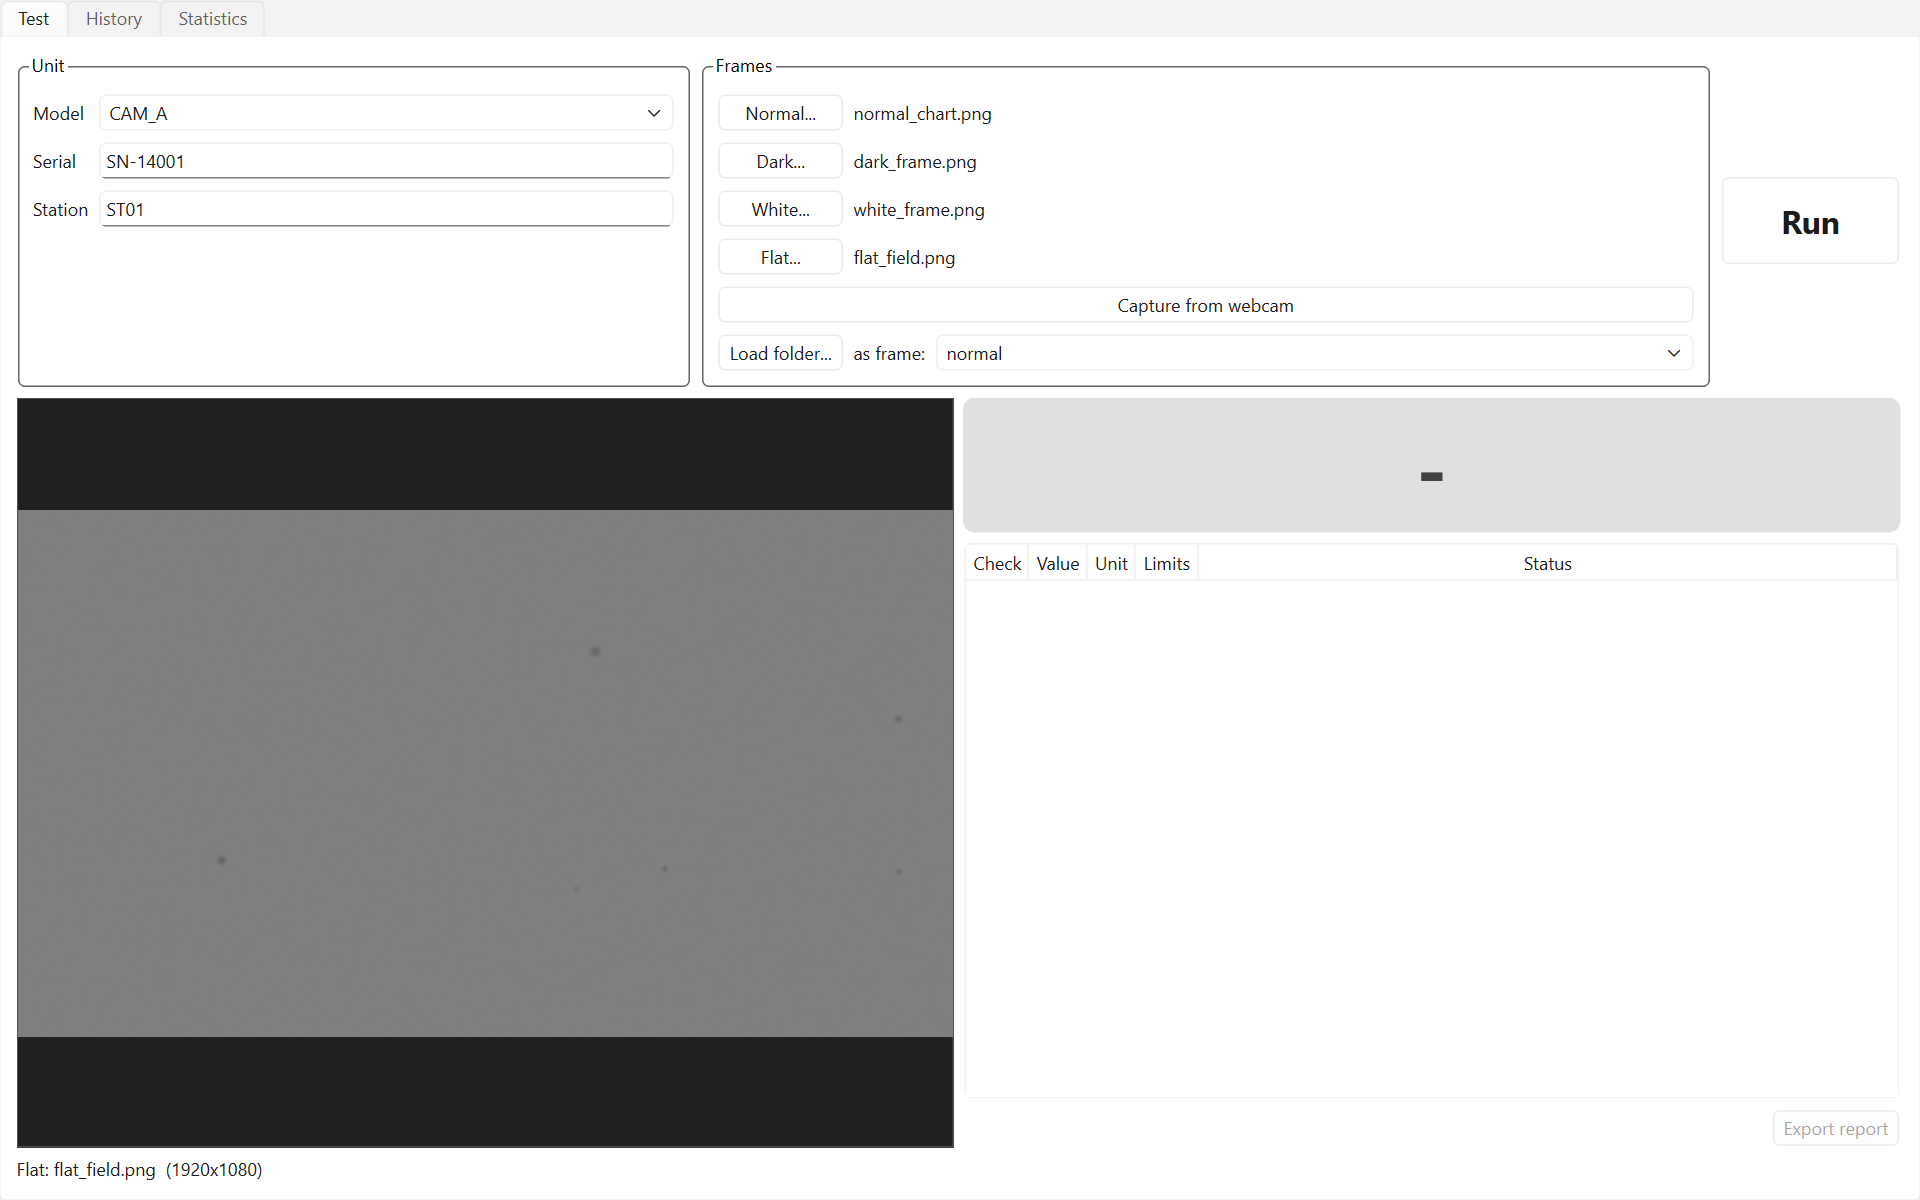 Test History Statistics
Unit
Model CAM_A
Serial SN-14001
Station ST01
Frames
Normal... normal_chart.png
Dark... dark_frame.png
White... white_frame.png
Flat... flat_field.png
Capture from webcam
Load folder... as frame: normal
Run
-
Check Value Unit Limits Status
Export report
Flat: flat_field.png (1920x1080)